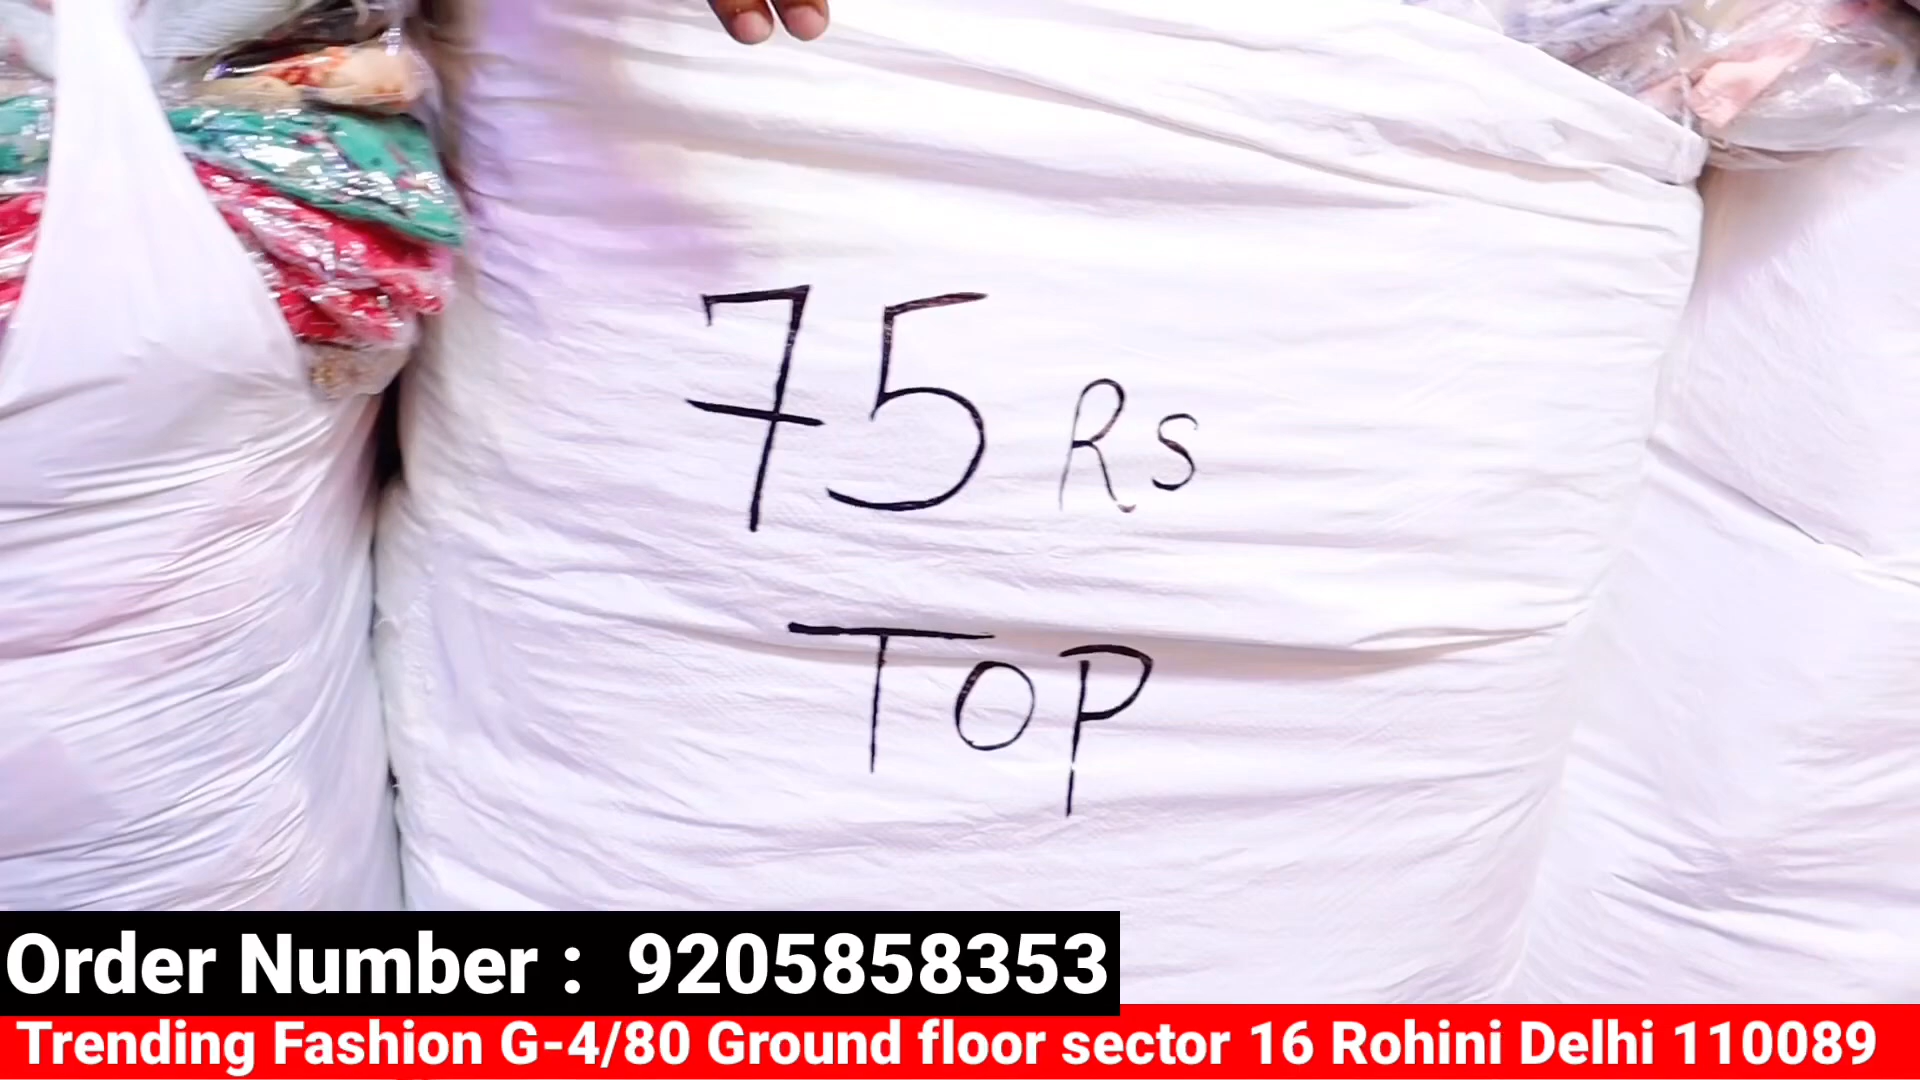 75 Rs
TOP
Order Number : 9205858353
Trending Fashion G-4/80 Ground floor sector 16 Rohini Delhi 110089